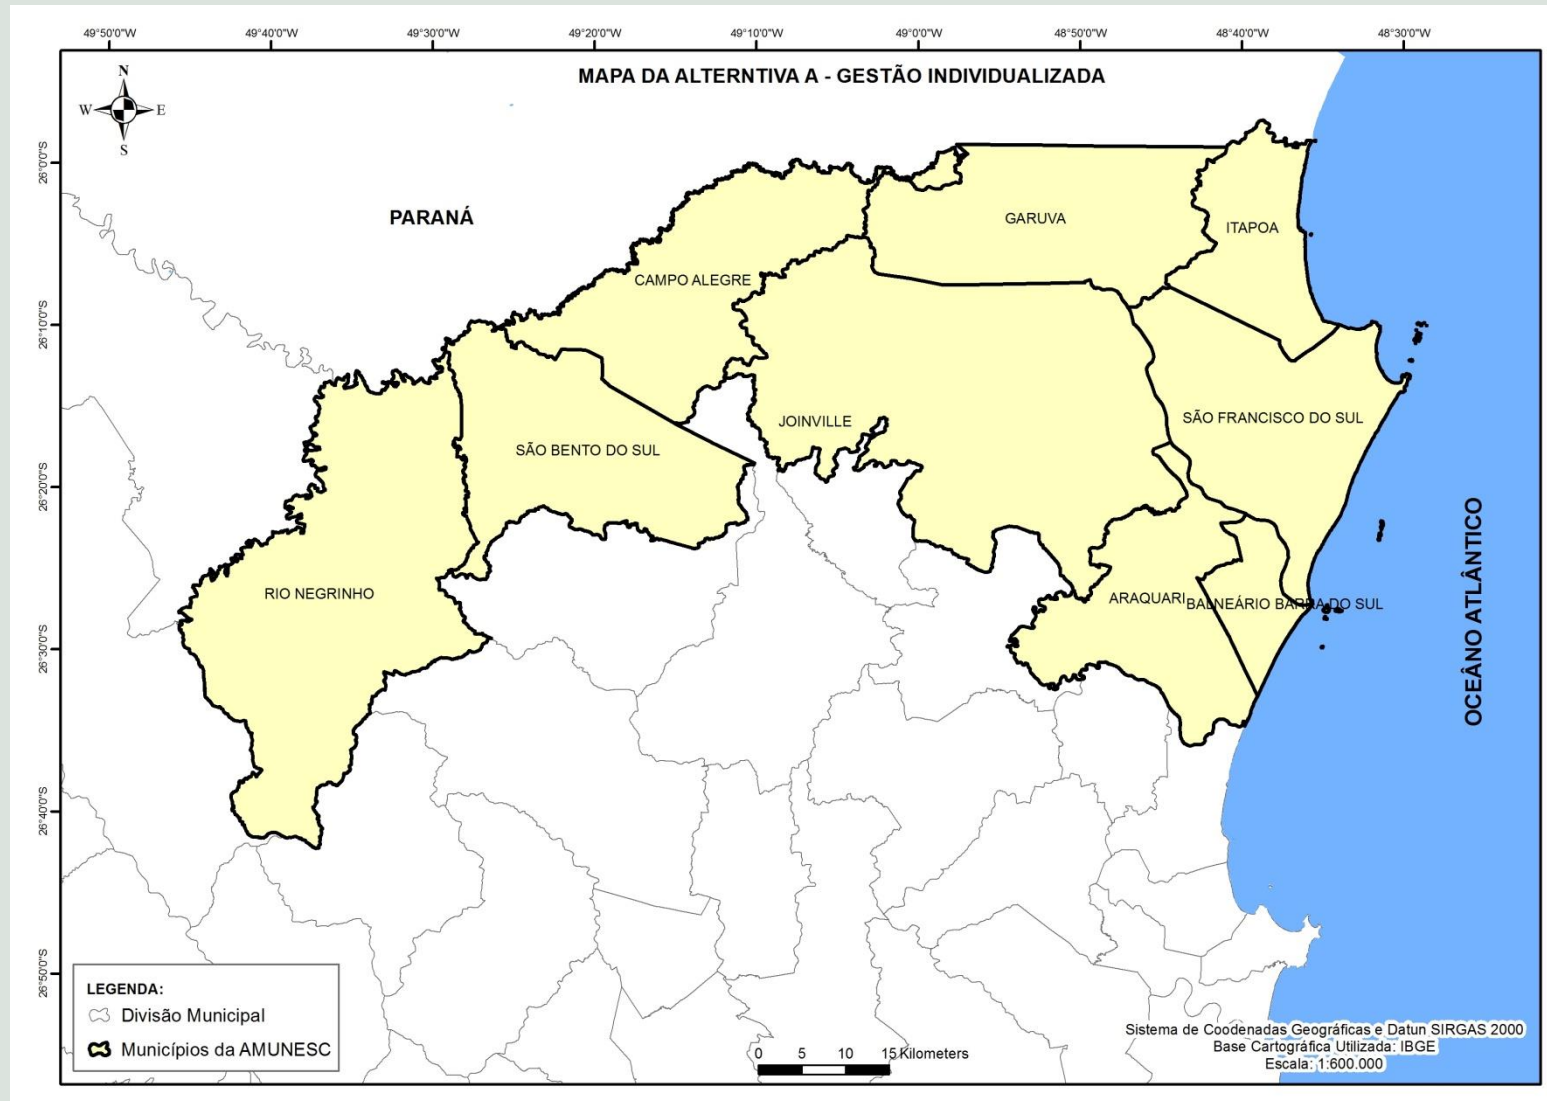 49°50'0"W 49°40'0"W 49°30'0"W 49°20'0"W 49°10'0"W 49°0'0"W 48°50'0"W 48°40'0"W 48°30'0"W
MAPA DA ALTERNTIVA A - GESTÃO INDIVIDUALIZADA
N
W E
S
26°0'0"S
PARANÁ
GARUVA
ITAPOA
CAMPO ALEGRE
26°10'0"S
JOINVILLE
SÃO FRANCISCO DO SUL
SÃO BENTO DO SUL
26°20'0"S
RIO NEGRINHO
ARAQUARI
BALNEÁRIO BARRA DO SUL
OCEÂNO ATLÂNTICO
26°30'0"S
26°40'0"S
26°50'0"S
LEGENDA:
Divisão Municipal
Municípios da AMUNESC
0 5 10 15 Kilometers
Sistema de Coodenadas Geográficas e Datun SIRGAS 2000
Base Cartográfica Utilizada: IBGE
Escala: 1:600.000